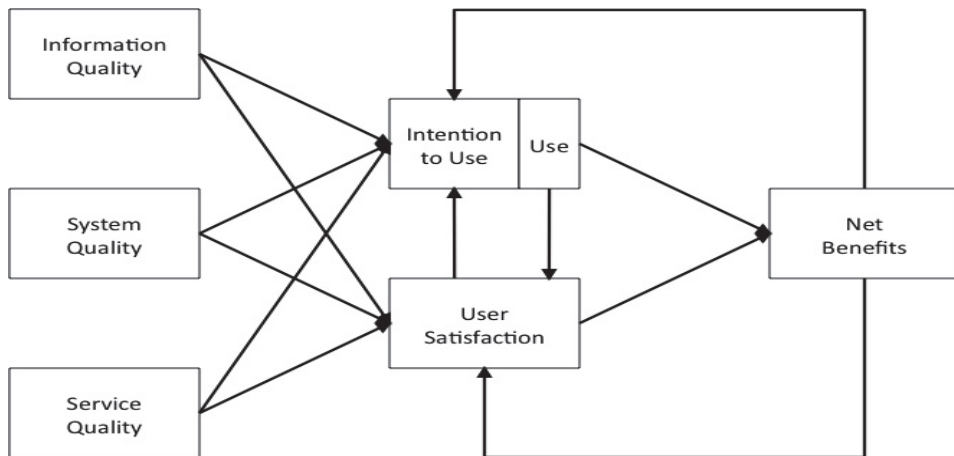 Information
Quality
System
Quality
Service
Quality
Intention
to Use
Use
User
Satisfaction
Net
Benefits